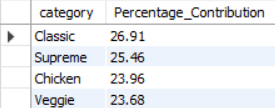 category Percentage_Contribution
Classic 26.91
Supreme 25.46
Chicken 23.96
Veggie 23.68